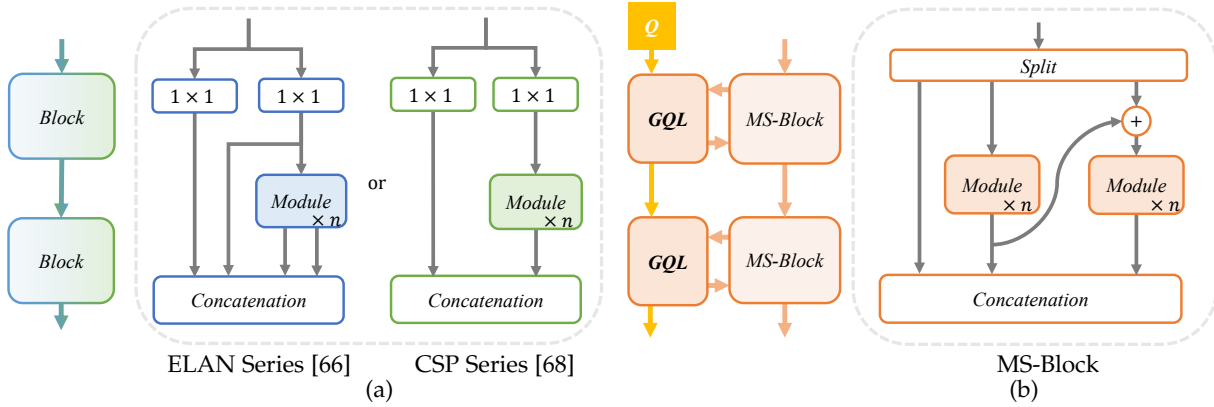 Block
Block
1 × 1
1 × 1
Module
× n
Concatenation
ELAN Series [66]
or
1 × 1
1 × 1
Module
× n
Concatenation
CSP Series [68]
(a)
Q
GQL
MS-Block
GQL
MS-Block
Split
+
Module
× n
Module
× n
Concatenation
MS-Block
(b)